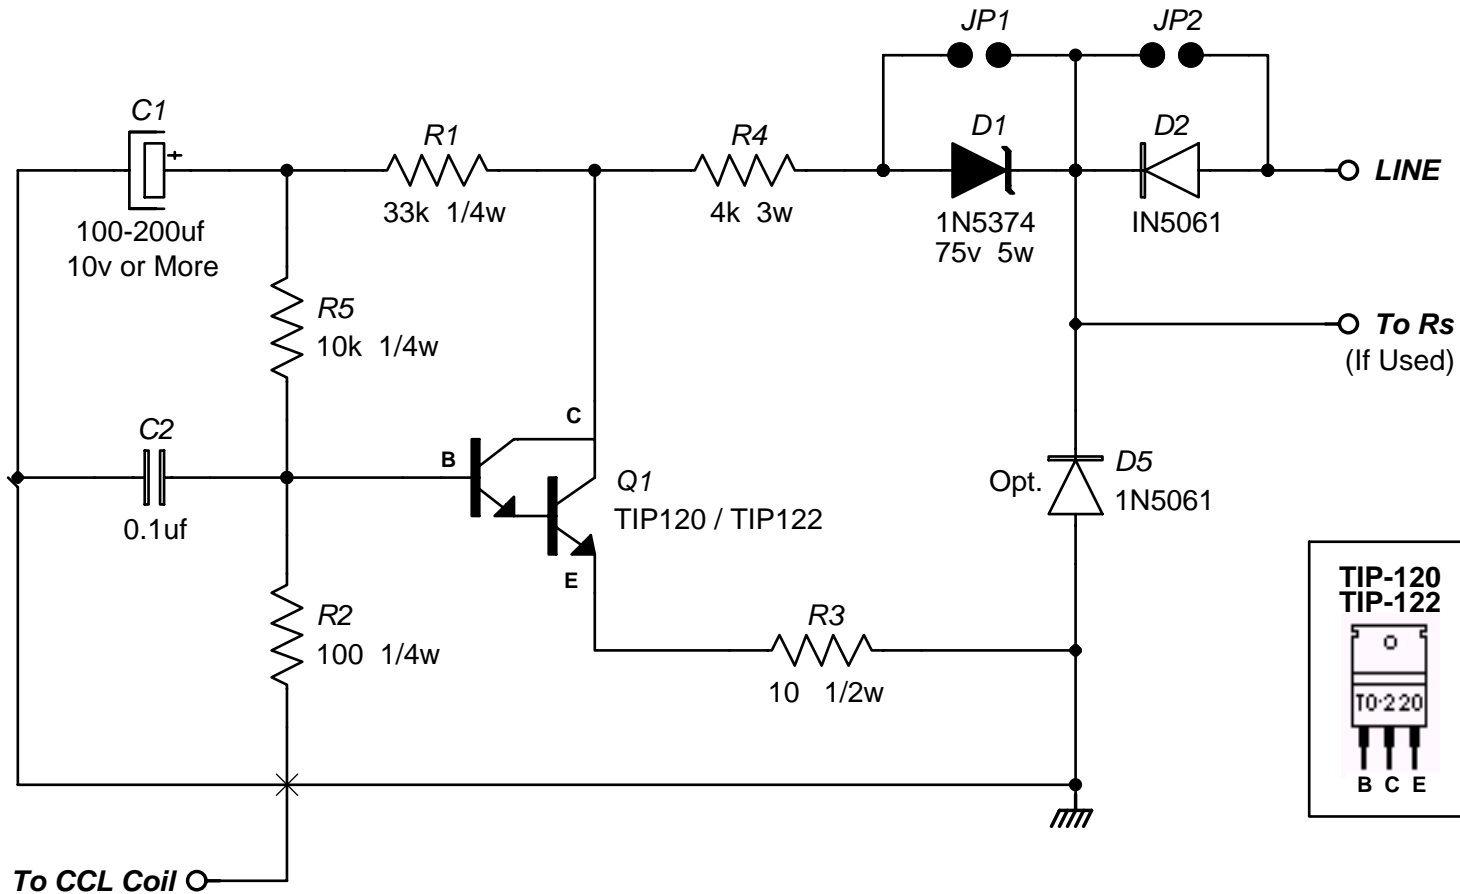 JP1
JP2
C1
+
100-200uf
10v or More
R1
33k 1/4w
R4
4k 3w
D1
1N5374
75v 5w
D2
IN5061
LINE
R5
10k 1/4w
To Rs
(If Used)
C2
0.1uf
C
B
E
Q1
TIP120 / TIP122
Opt.
D5
1N5061
R2
100 1/4w
R3
10 1/2w
TIP-120
TIP-122
TO-220
B C E
To CCL Coil